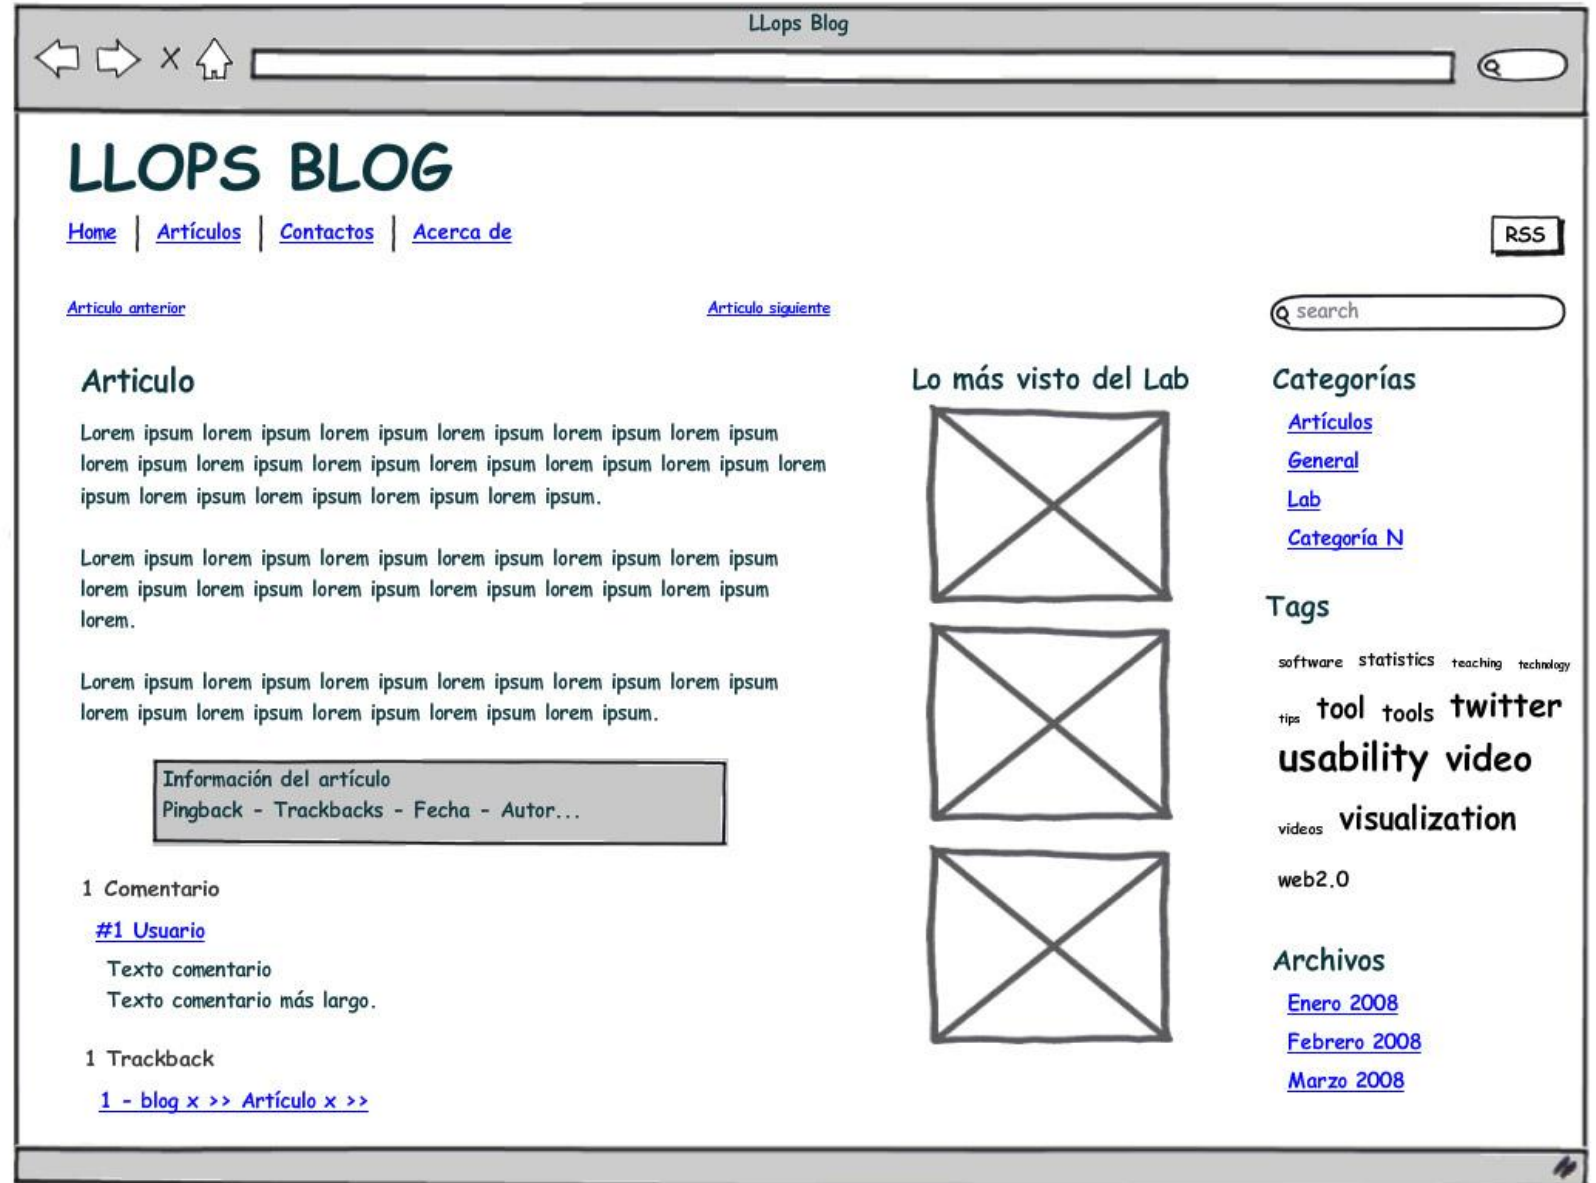 LLops Blog
LLOPS BLOG
Home
Artículos
Contactos
Acerca de
RSS
Articulo anterior
Articulo siguiente
search
Articulo
Lorem ipsum lorem ipsum lorem ipsum lorem ipsum lorem ipsum lorem ipsum
lorem ipsum lorem ipsum lorem ipsum lorem ipsum lorem ipsum lorem ipsum lorem
ipsum lorem ipsum lorem ipsum lorem ipsum lorem ipsum.
Lorem ipsum lorem ipsum lorem ipsum lorem ipsum lorem ipsum lorem ipsum
lorem ipsum lorem ipsum lorem ipsum lorem ipsum lorem ipsum lorem ipsum
lorem.
Lorem ipsum lorem ipsum lorem ipsum lorem ipsum lorem ipsum lorem ipsum
lorem ipsum lorem ipsum lorem ipsum lorem ipsum lorem ipsum.
Información del artículo
Pingback - Trackbacks - Fecha - Autor...
1 Comentario
#1 Usuario
Texto comentario
Texto comentario más largo.
1 Trackback
1 - blog x >> Artículo x >>
Lo más visto del Lab
Categorías
Artículos
General
Lab
Categoría N
Tags
software statistics teaching technology
tips tool tools twitter
usability video
videos visualization
web2.0
Archivos
Enero 2008
Febrero 2008
Marzo 2008